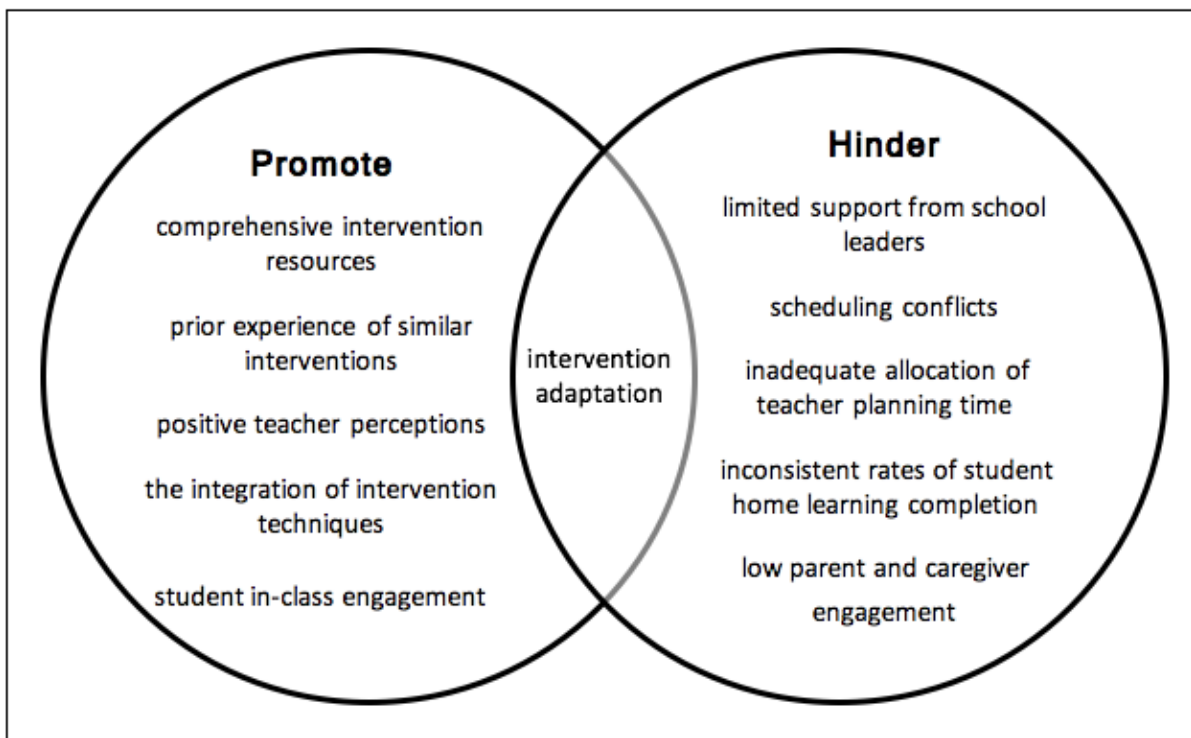 Promote
comprehensive intervention
resources
prior experience of similar
interventions
positive teacher perceptions
the integration of intervention
techniques
student in-class engagement
intervention
adaptation
Hinder
limited support from school
leaders
scheduling conflicts
inadequate allocation of
teacher planning time
inconsistent rates of student
home learning completion
low parent and caregiver
engagement